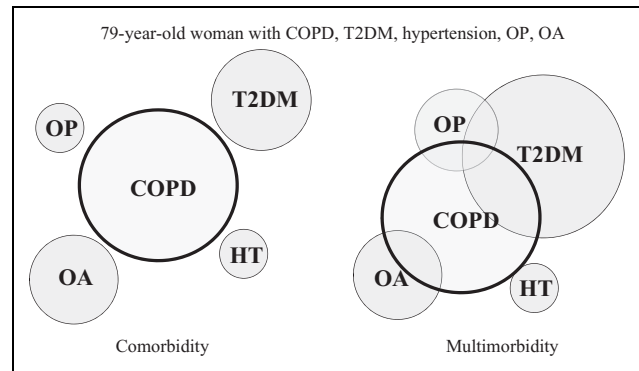 79-year-old woman with COPD, T2DM, hypertension, OP, OA
T2DM
OP
COPD
HT
OA
Comorbidity
OP
T2DM
COPD
OA
HT
Multimorbidity